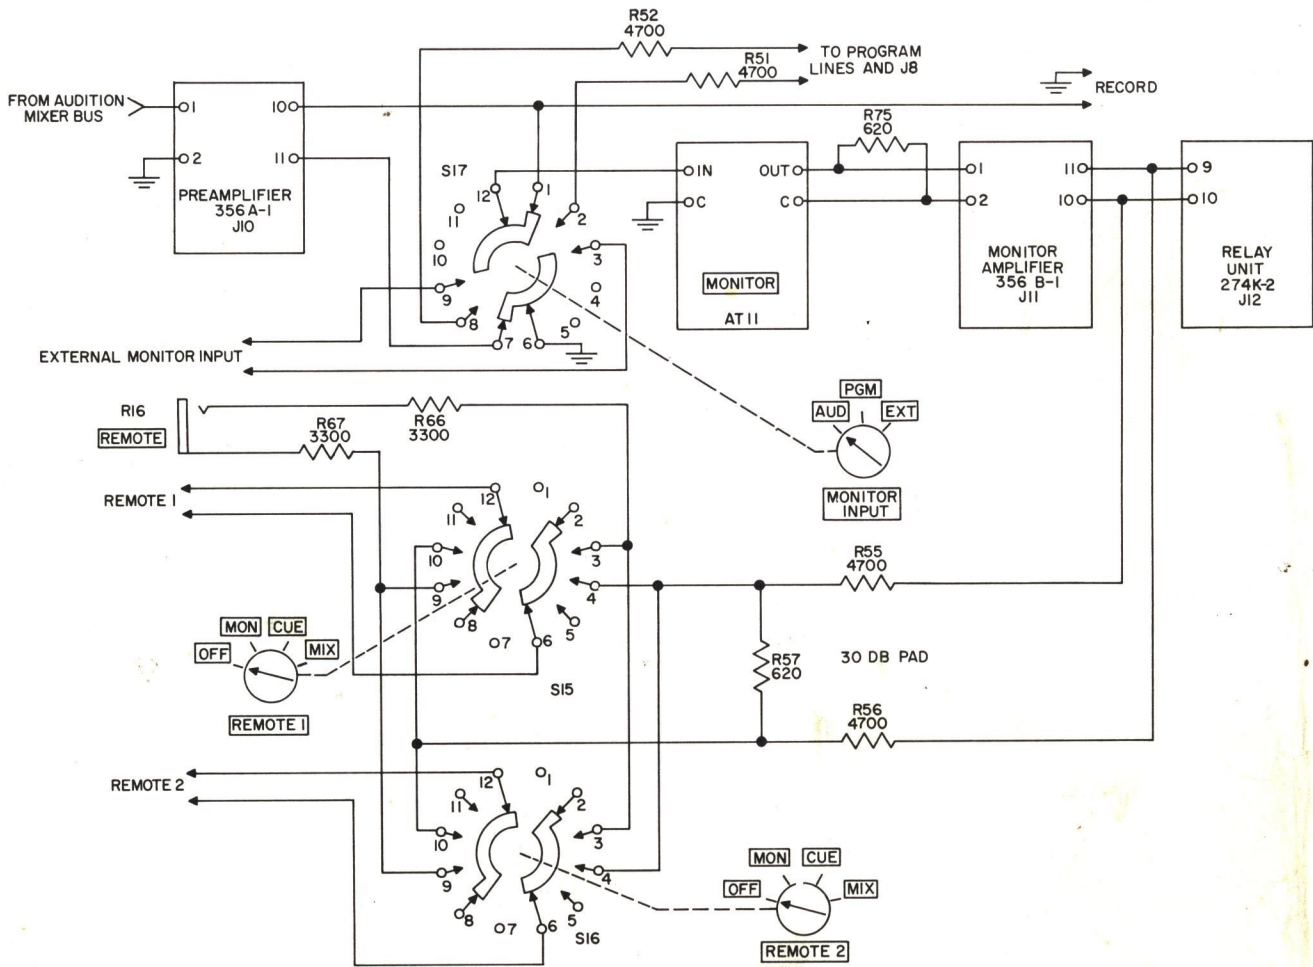 R52
4700
R51
4700
TO PROGRAM
LINES AND J8
RECORD
FROM AUDITION
MIXER BUS
1
2
10
11
PREAMPLIFIER
356A-1
J10
S17
12
1
2
3
4
5
6
7
8
9
10
11
IN
C
OUT
C
MONITOR
AT11
R75
620
1
2
11
10
MONITOR
AMPLIFIER
356 B-1
J11
9
10
RELAY
UNIT
274K-2
J12
EXTERNAL MONITOR INPUT
R16
REMOTE
R67
3300
R66
3300
AUD
PGM
EXT
MONITOR
INPUT
REMOTE 1
12
1
2
3
4
5
6
7
8
9
10
11
S15
OFF
MON
CUE
MIX
REMOTE 1
R55
4700
R57
620
30 DB PAD
R56
4700
REMOTE 2
12
1
2
3
4
5
6
7
8
9
10
11
S16
OFF
MON
CUE
MIX
REMOTE 2